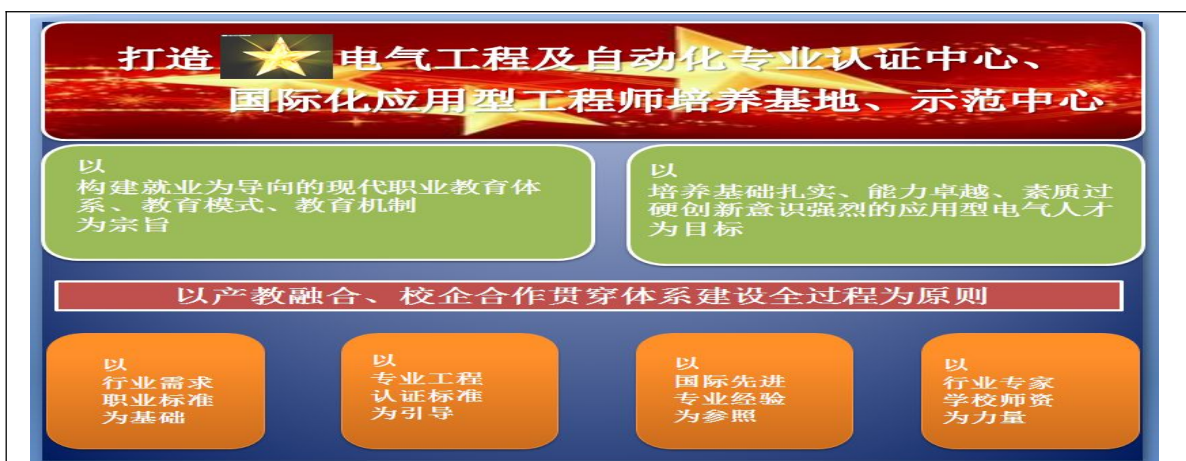 打造 电气工程及自动化专业认证中心、
国际化应用型工程师培养基地、示范中心
以
构建就业为导向的现代职业教育体
系、教育模式、教育机制
为宗旨
以
培养基础扎实、能力卓越、素质过
硬创新意识强烈的应用型电气人才
为目标
以产教融合、校企合作贯穿体系建设全过程为原则
以
行业需求
职业标准
为基础
以
专业工程
认证标准
为引导
以
国际先进
专业经验
为参照
以
行业专家
学校师资
为力量